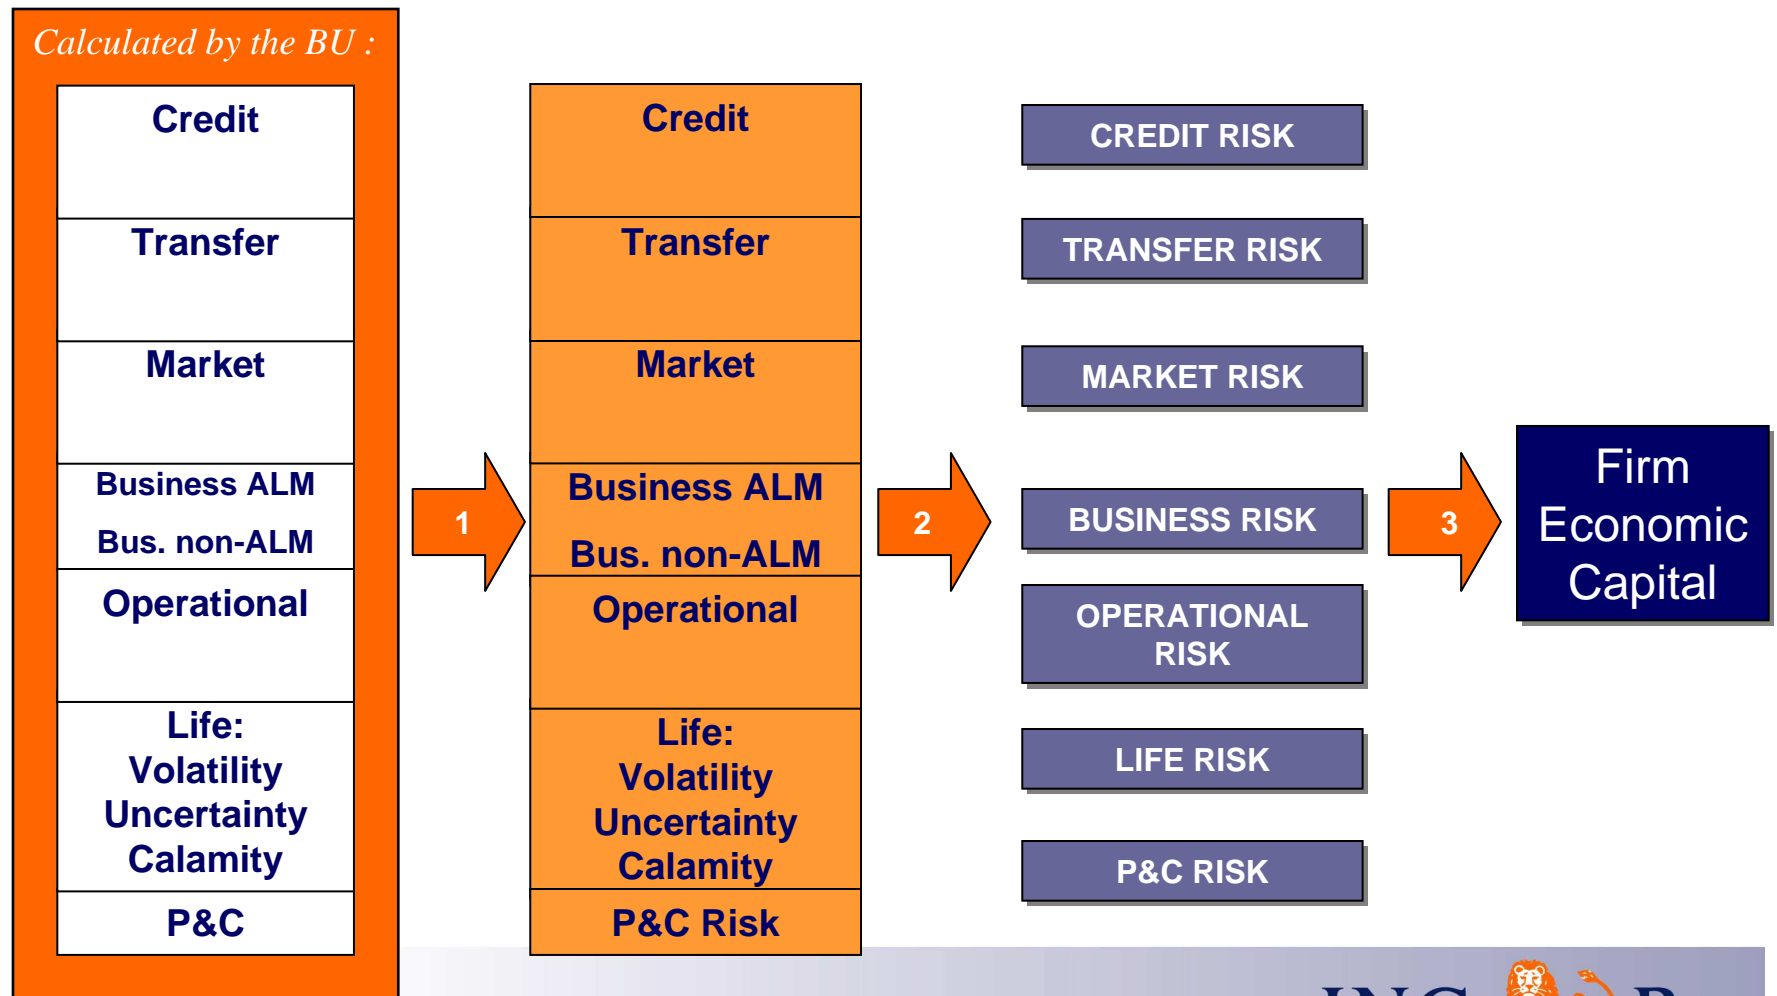 Calculated by the BU :
Credit
Transfer
Market
Business ALM
Bus. non-ALM
Operational
Life:
Volatility
Uncertainty
Calamity
P&C
1
Credit
Transfer
Market
Business ALM
Bus. non-ALM
Operational
Life:
Volatility
Uncertainty
Calamity
P&C Risk
2
CREDIT RISK
TRANSFER RISK
MARKET RISK
BUSINESS RISK
OPERATIONAL
RISK
LIFE RISK
P&C RISK
3
Firm
Economic
Capital
ING